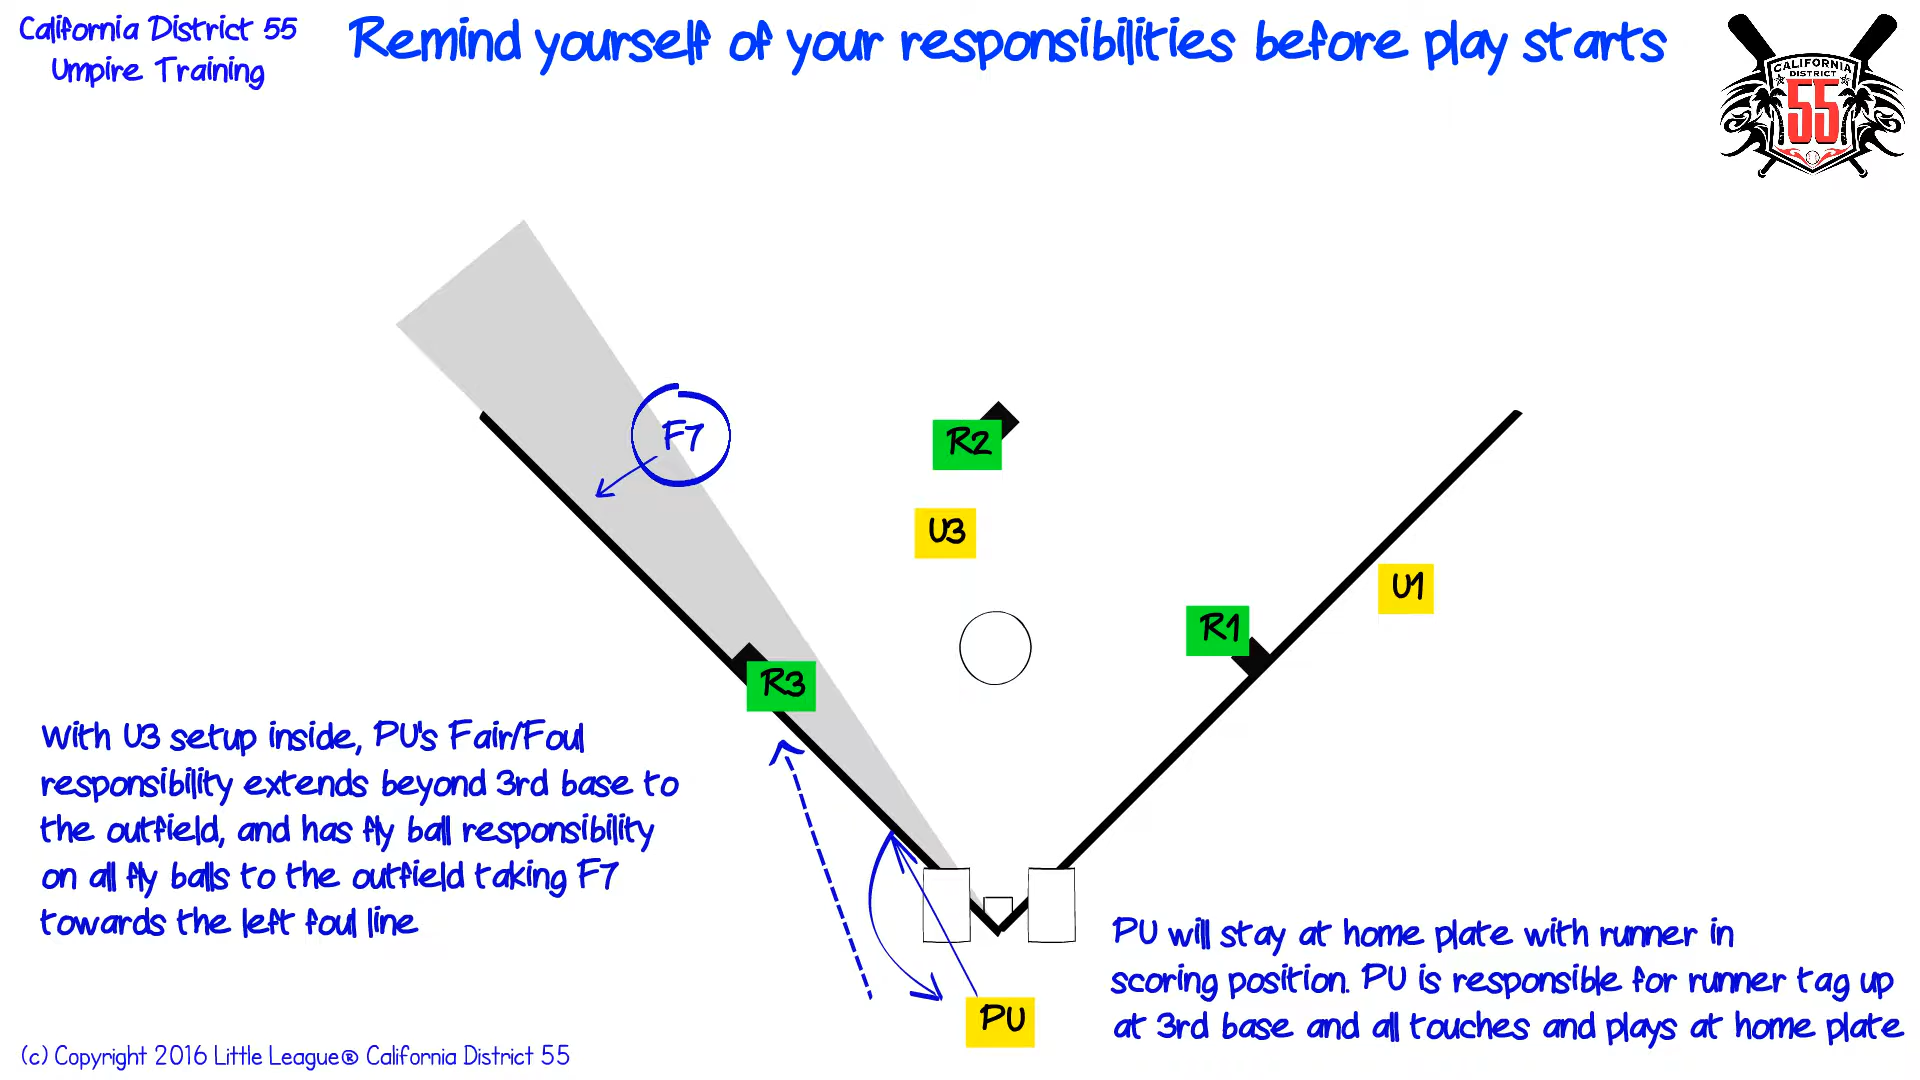 California District 55
Umpire Training
Remind yourself of your responsibilities before play starts
CALIFORNIA
DISTRICT
55
F7
R2
U3
U1
R1
R3
With U3 setup inside, PU's Fair/Foul
responsibility extends beyond 3rd base to
the outfield, and has fly ball responsibility
on all fly balls to the outfield taking F7
towards the left foul line
PU will stay at home plate with runner in
scoring position. PU is responsible for runner tag up
at 3rd base and all touches and plays at home plate
PU
(c) Copyright 2016 Little League® California District 55